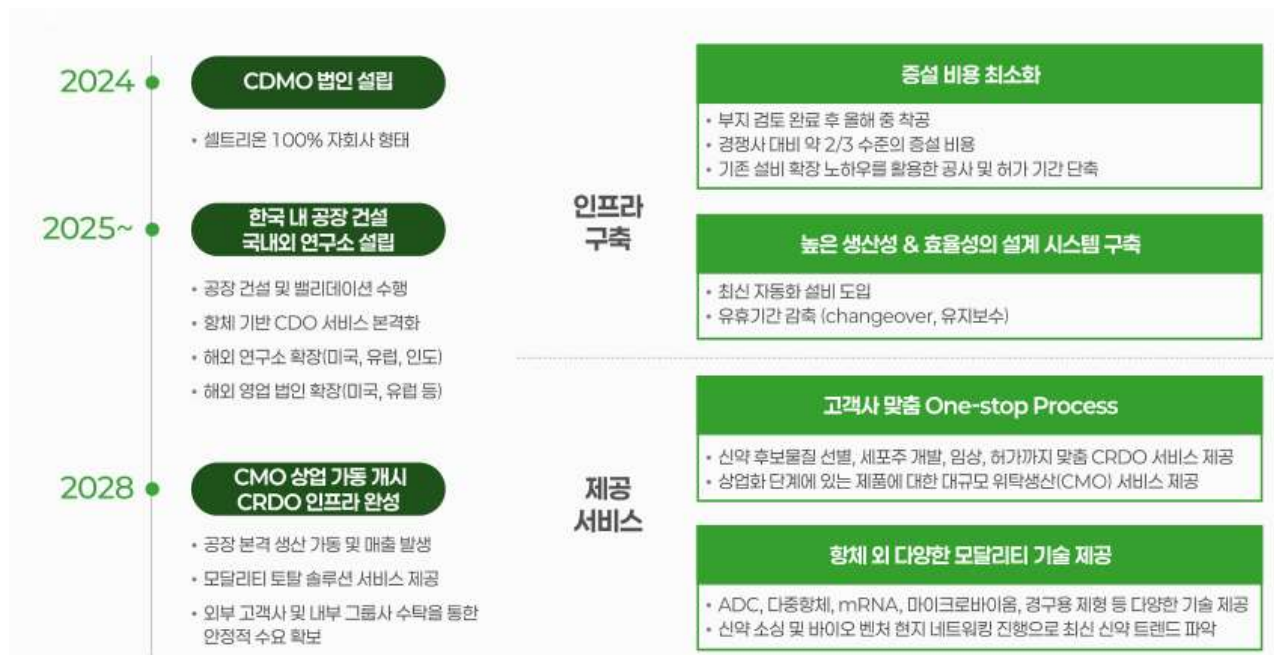 2024
CDMO 법인 설립
• 셀트리온 100% 자회사 형태
2025~
한국 내 공장 건설
국내외 연구소 설립
• 공장 건설 및 밸리데이션 수행
• 항체 기반 CDO 서비스 본격화
• 해외 연구소 확장(미국, 유럽, 인도)
• 해외 영업 법인 확장(미국, 유럽 등)
2028
CMO 상업 가동 개시
CRDO 인프라 완성
• 공장 본격 생산 가동 및 매출 발생
• 모달리티 토탈 솔루션 서비스 제공
• 외부 고객사 및 내부 그룹사 수탁을 통한
안정적 수요 확보
인프라
구축
증설 비용 최소화
• 부지 검토 완료 후 올해 중 착공
• 경쟁사 대비 약 2/3 수준의 증설 비용
• 기존 설비 확장 노하우를 활용한 공사 및 허가 기간 단축
높은 생산성 & 효율성의 설계 시스템 구축
• 최신 자동화 설비 도입
• 유휴기간 감축 (changeover, 유지보수)
제공
서비스
고객사 맞춤 One-stop Process
• 신약 후보물질 선별, 세포주 개발, 임상, 허가까지 맞춤 CRDO 서비스 제공
• 상업화 단계에 있는 제품에 대한 대규모 위탁생산(CMO) 서비스 제공
항체 외 다양한 모달리티 기술 제공
• ADC, 다중항체, mRNA, 마이크로바이옴, 경구용 제형 등 다양한 기술 제공
• 신약 소싱 및 바이오 벤처 현지 네트워킹 진행으로 최신 신약 트렌드 파악